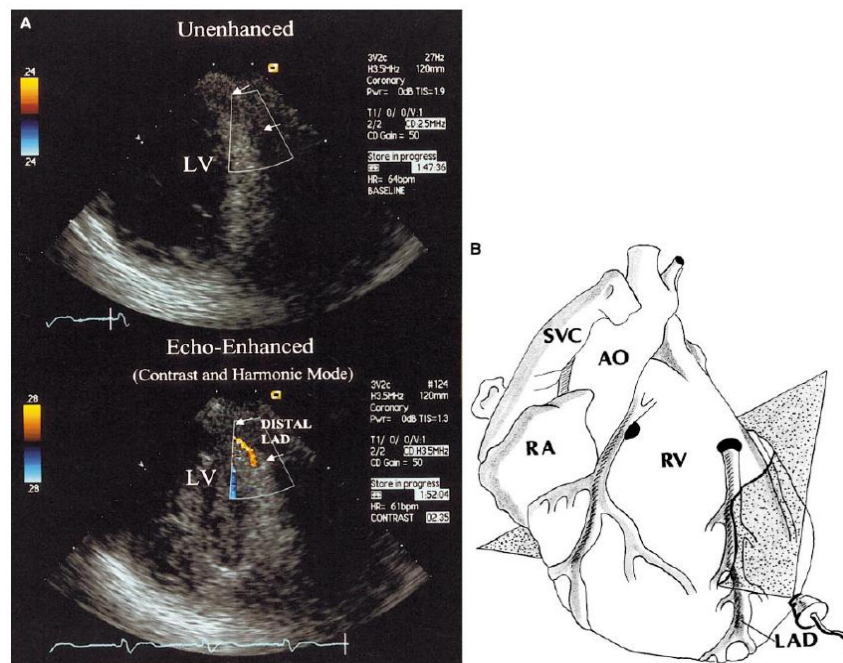 A
Unenhanced
24
24
3V2c 27Hz
H3.5MHz 120mm
Coronary
Pwr= 0dB TIS=1.9
T1/ 0/ 0/V:1
2/2 CD 2.5MHz
CD Gain = 50
Store in progress
1:47:36
HR= 64bpm
BASELINE
LV
Echo-Enhanced
(Contrast and Harmonic Mode)
28
28
3V2c #124
H3.5MHz 120mm
Coronary
Pwr= 0dB TIS=1.3
T1/ 0/ 0/V:1
2/2 CD H3.5MHz
CD Gain = 50
Store in progress
1:52:04
HR= 61bpm
CONTRAST 02:35
DISTAL
LAD
LV
B
SVC
AO
RA
RV
LAD